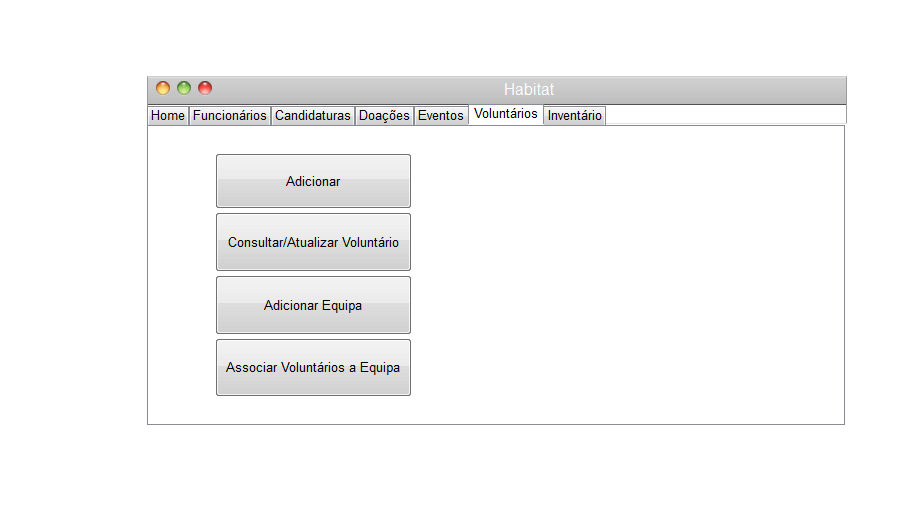 Habitat
Home Funcionários Candidaturas Doações Eventos Voluntários Inventário
Adicionar
Consultar/Atualizar Voluntário
Adicionar Equipa
Associar Voluntários a Equipa